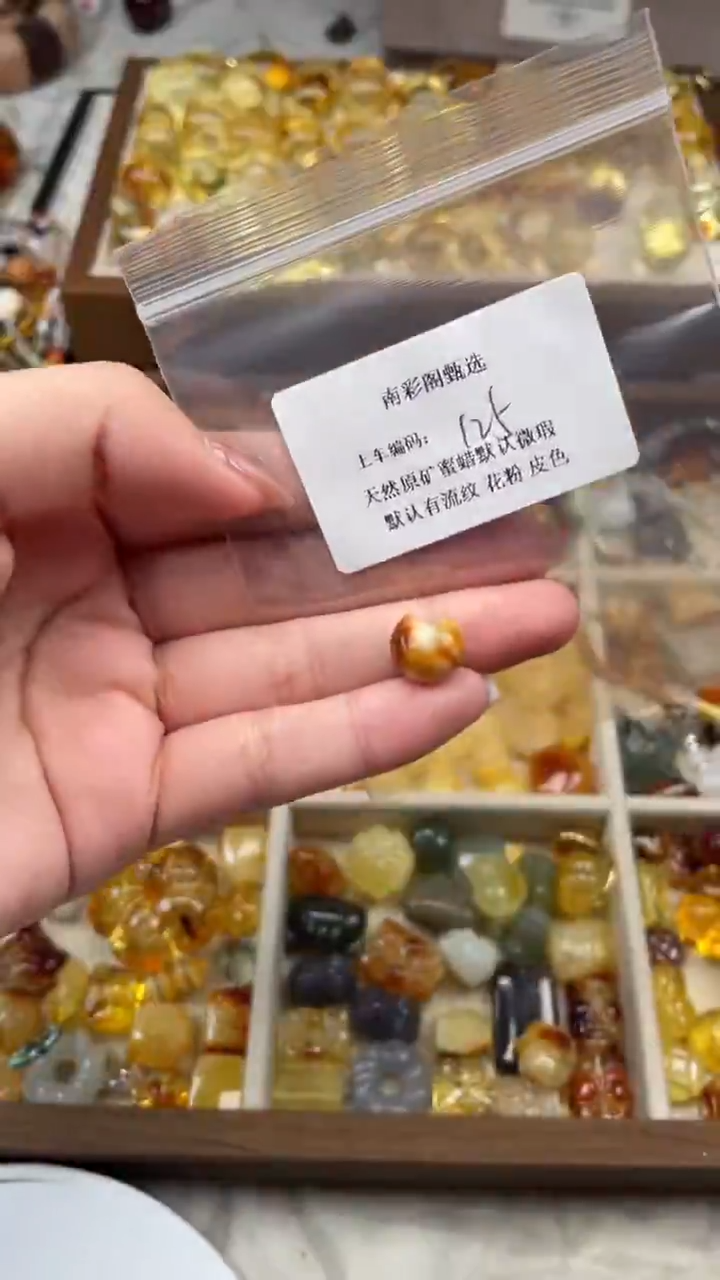 南彩阁甄选
上车编码: 125
天然原矿蜜蜡默认微瑕
默认有流纹 花粉 皮色